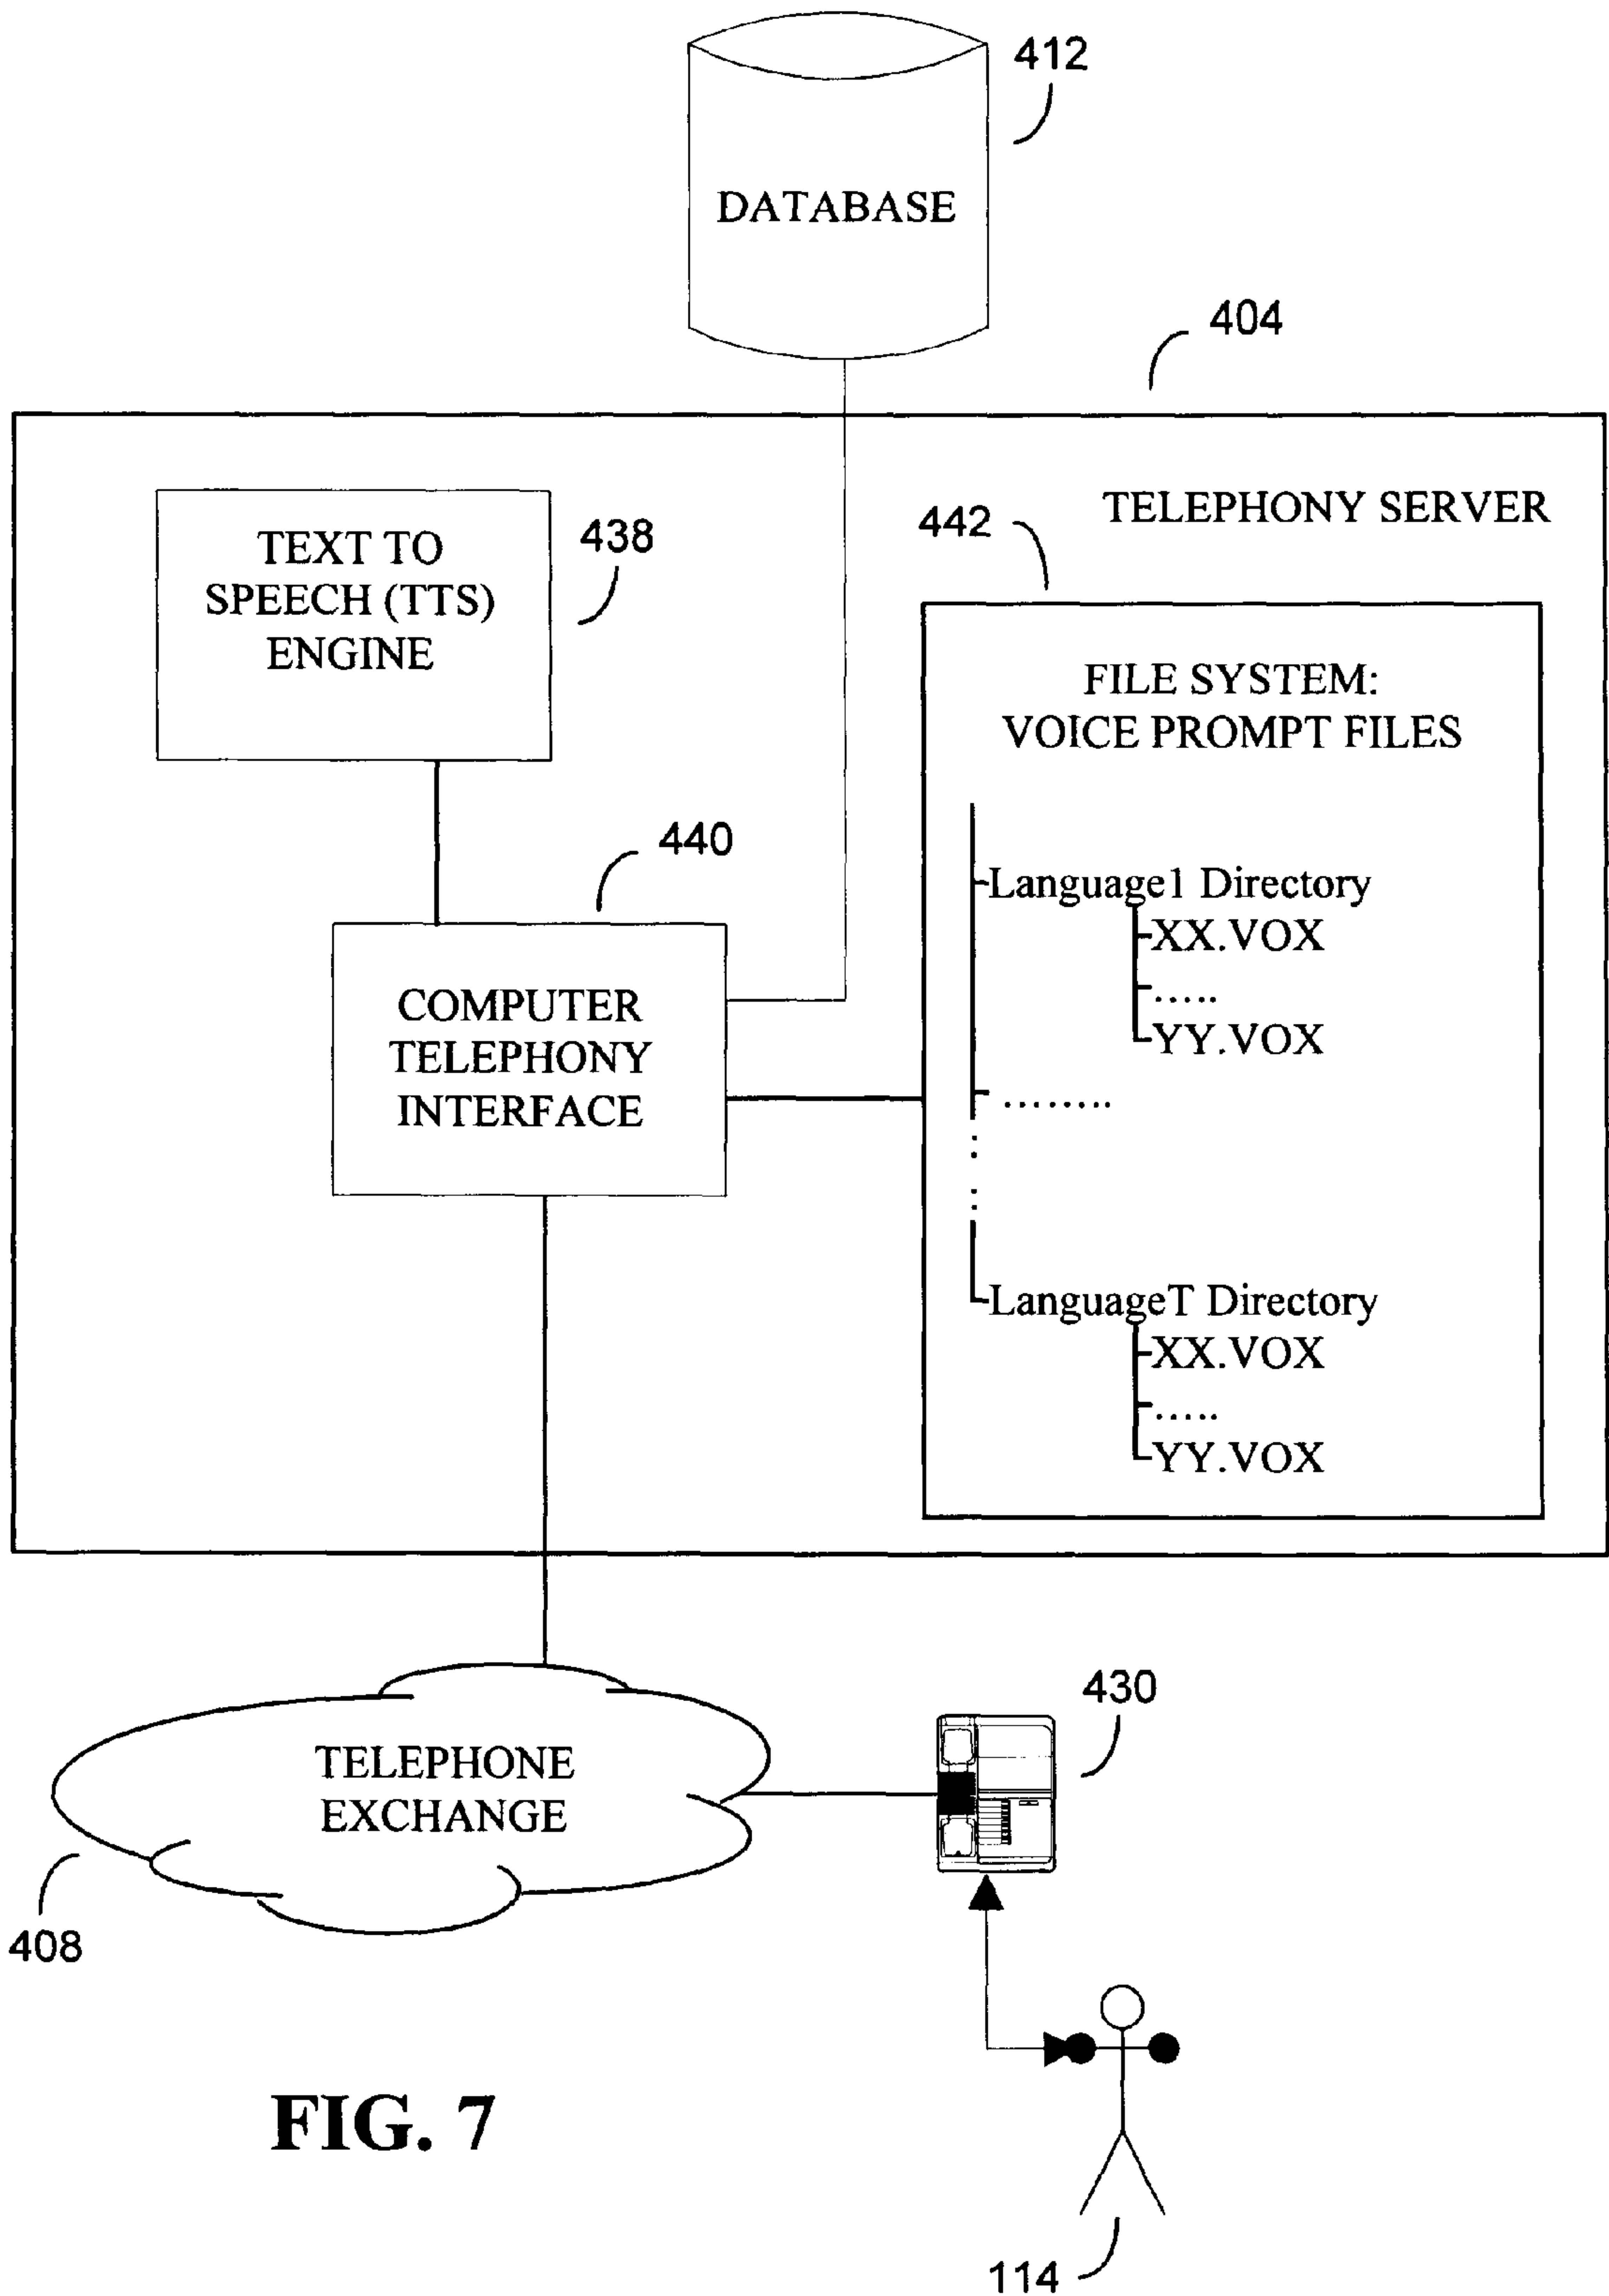 412
DATABASE
404
TELEPHONY SERVER
442
TEXT TO
SPEECH (TTS)
ENGINE
438
FILE SYSTEM:
VOICE PROMPT FILES
440
Language1 Directory
XX.VOX
.....
YY.VOX
........
COMPUTER
TELEPHONY
INTERFACE
LanguageT Directory
XX.VOX
.....
YY.VOX
430
TELEPHONE
EXCHANGE
408
FIG. 7
114